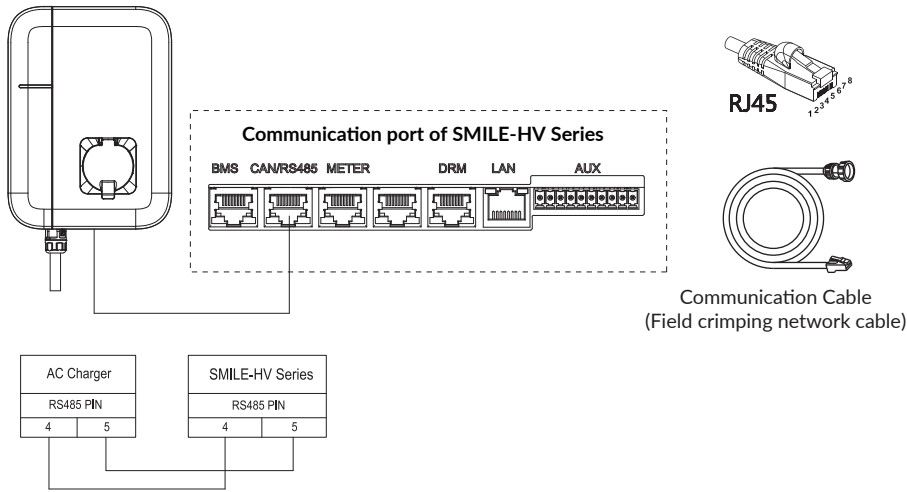 RJ45
1 2 3 4 5 6 7 8
Communication port of SMILE-HV Series
BMS CAN/RS485 METER DRM LAN AUX
Communication Cable
(Field crimping network cable)
AC Charger
RS485 PIN
4 5
SMILE-HV Series
RS485 PIN
4 5